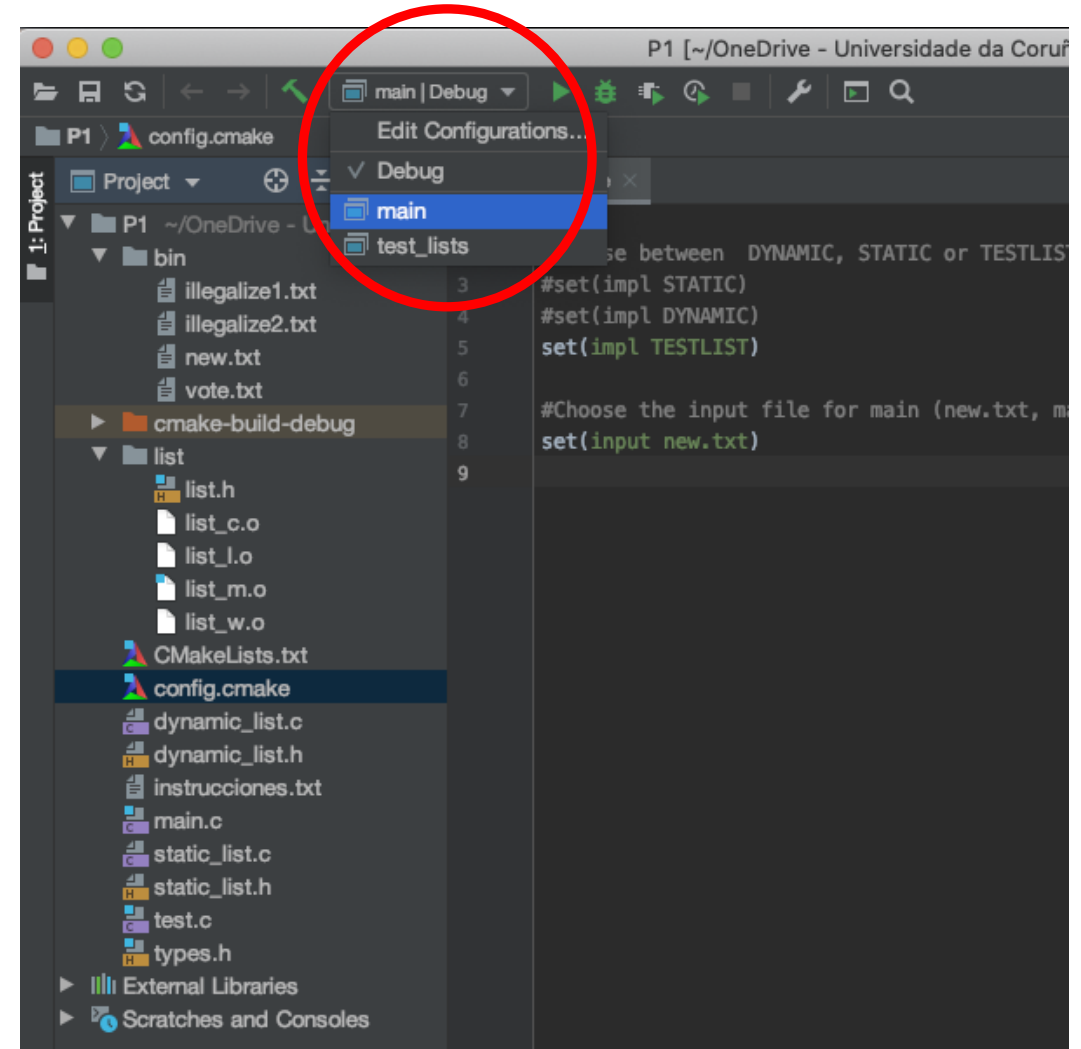 P1 [~/OneDrive - Universidade da Coruñ
main | Debug
P1 config.cmake
Edit Configurations...
1: Project
Project
Debug
main
test_lists
P1 ~/OneDrive - Un
bin
illegalize1.txt
illegalize2.txt
new.txt
vote.txt
cmake-build-debug
list
list.h
list_c.o
list_l.o
list_m.o
list_w.o
CMakeLists.txt
config.cmake
dynamic_list.c
dynamic_list.h
instrucciones.txt
main.c
static_list.c
static_list.h
test.c
types.h
External Libraries
Scratches and Consoles
se between DYNAMIC, STATIC or TESTLIST
3 #set(impl STATIC)
4 #set(impl DYNAMIC)
5 set(impl TESTLIST)
6
7 #Choose the input file for main (new.txt, ma
8 set(input new.txt)
9